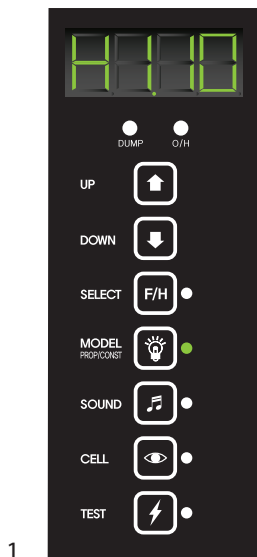 H1.10
DUMP O/H
UP
DOWN
SELECT F/H
MODEL
PROP/CONST
SOUND
CELL
TEST
1